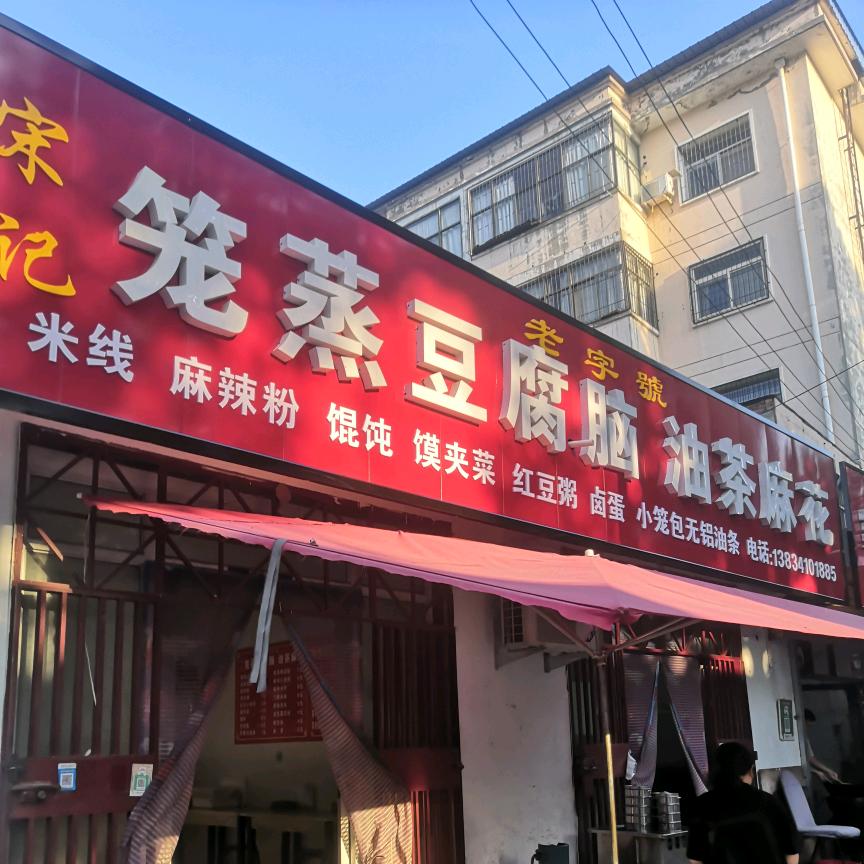 宋记
老字號
笼蒸豆腐脑 油茶麻花
米线 麻辣粉 馄饨 馍夹菜 红豆粥 卤蛋 小笼包无铝油条 电话:13834101885